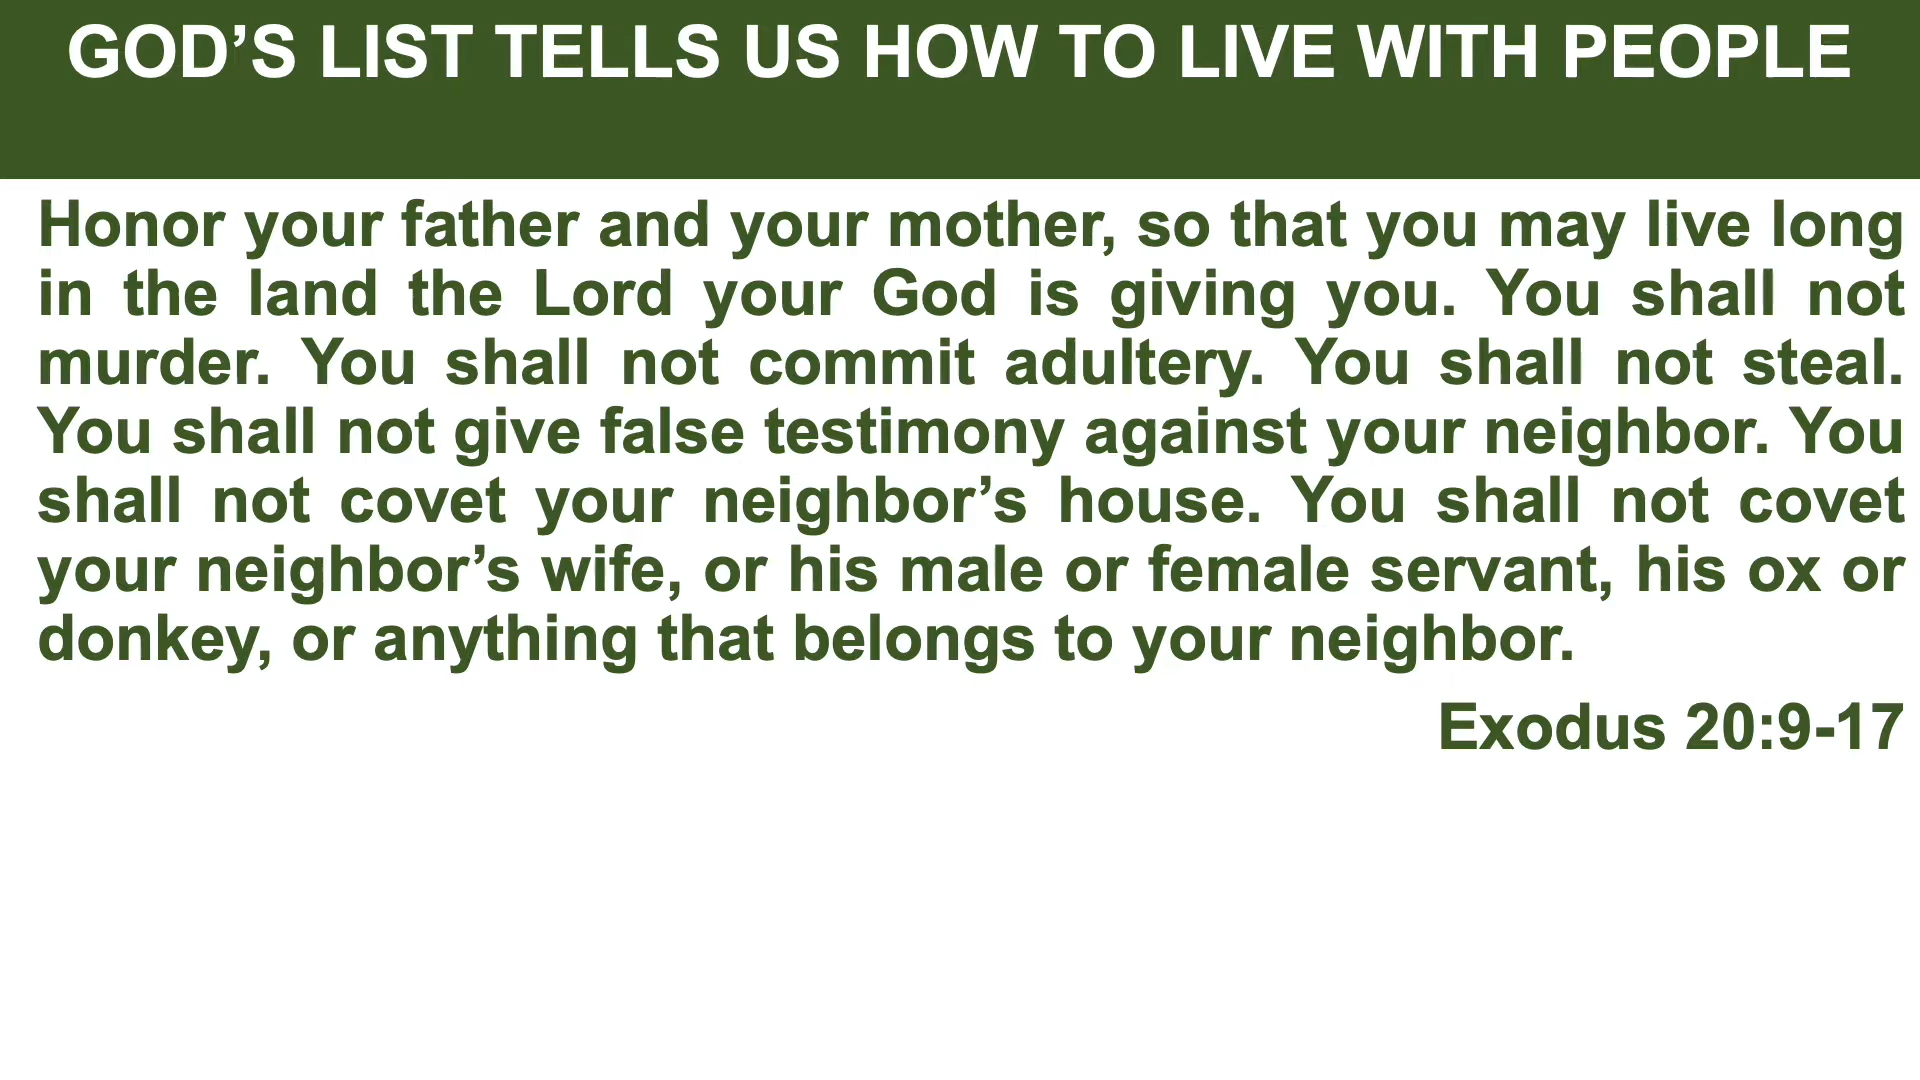 GOD’S LIST TELLS US HOW TO LIVE WITH PEOPLE
Honor your father and your mother, so that you may live long
in the land the Lord your God is giving you. You shall not
murder. You shall not commit adultery. You shall not steal.
You shall not give false testimony against your neighbor. You
shall not covet your neighbor’s house. You shall not covet
your neighbor’s wife, or his male or female servant, his ox or
donkey, or anything that belongs to your neighbor.
Exodus 20:9-17